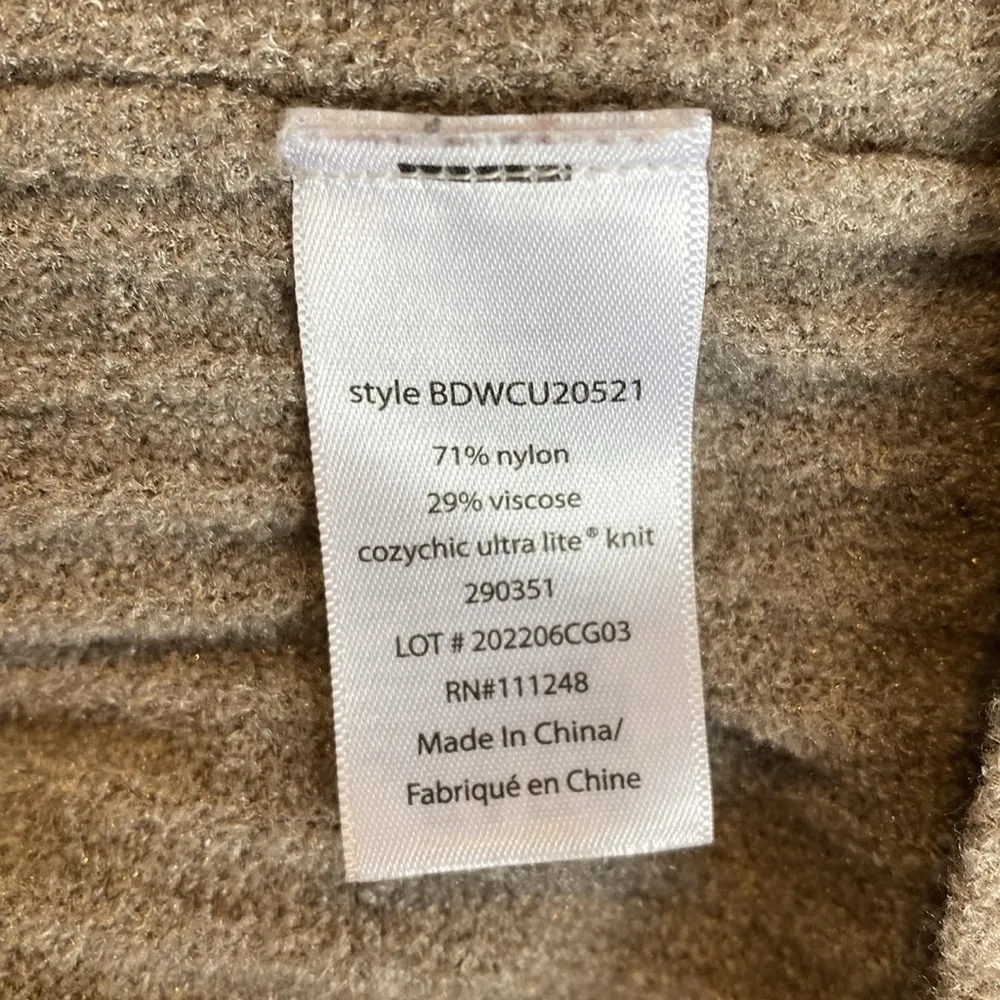 style BDWCU20521
71% nylon
29% viscose
cozychic ultra lite® knit
290351
LOT # 202206CG03
RN#111248
Made In China/
Fabriqué en Chine